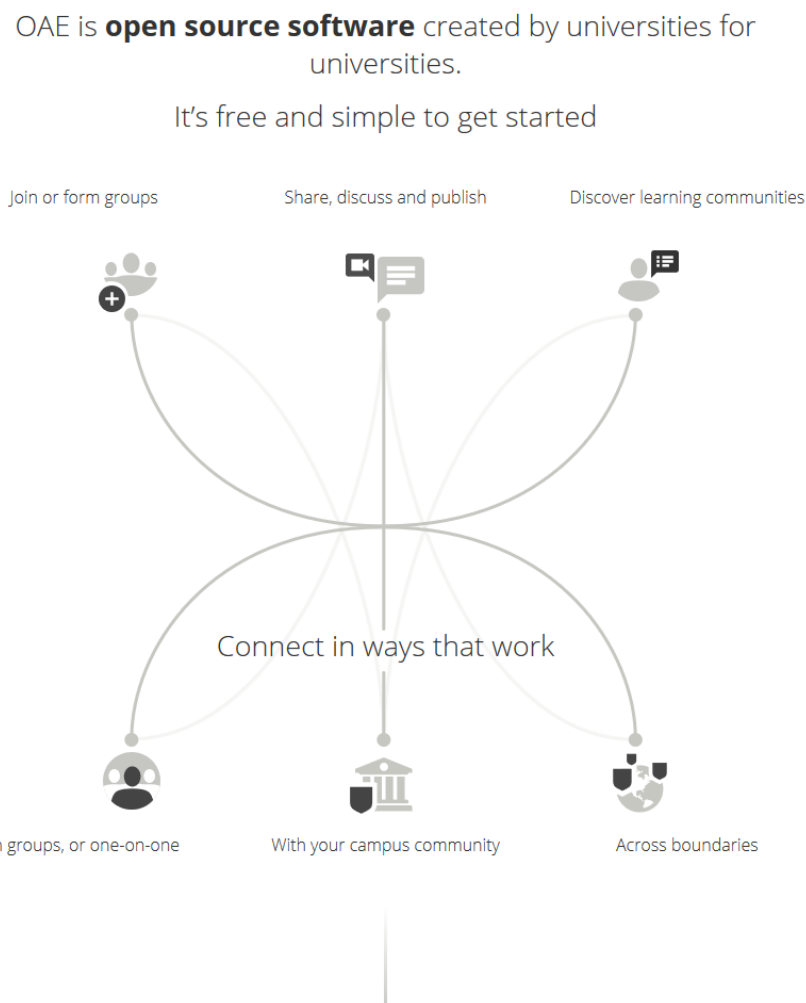 OAE is open source software created by universities for
universities.
It's free and simple to get started
Join or form groups
Share, discuss and publish
Discover learning communities
Connect in ways that work
groups, or one-on-one
With your campus community
Across boundaries